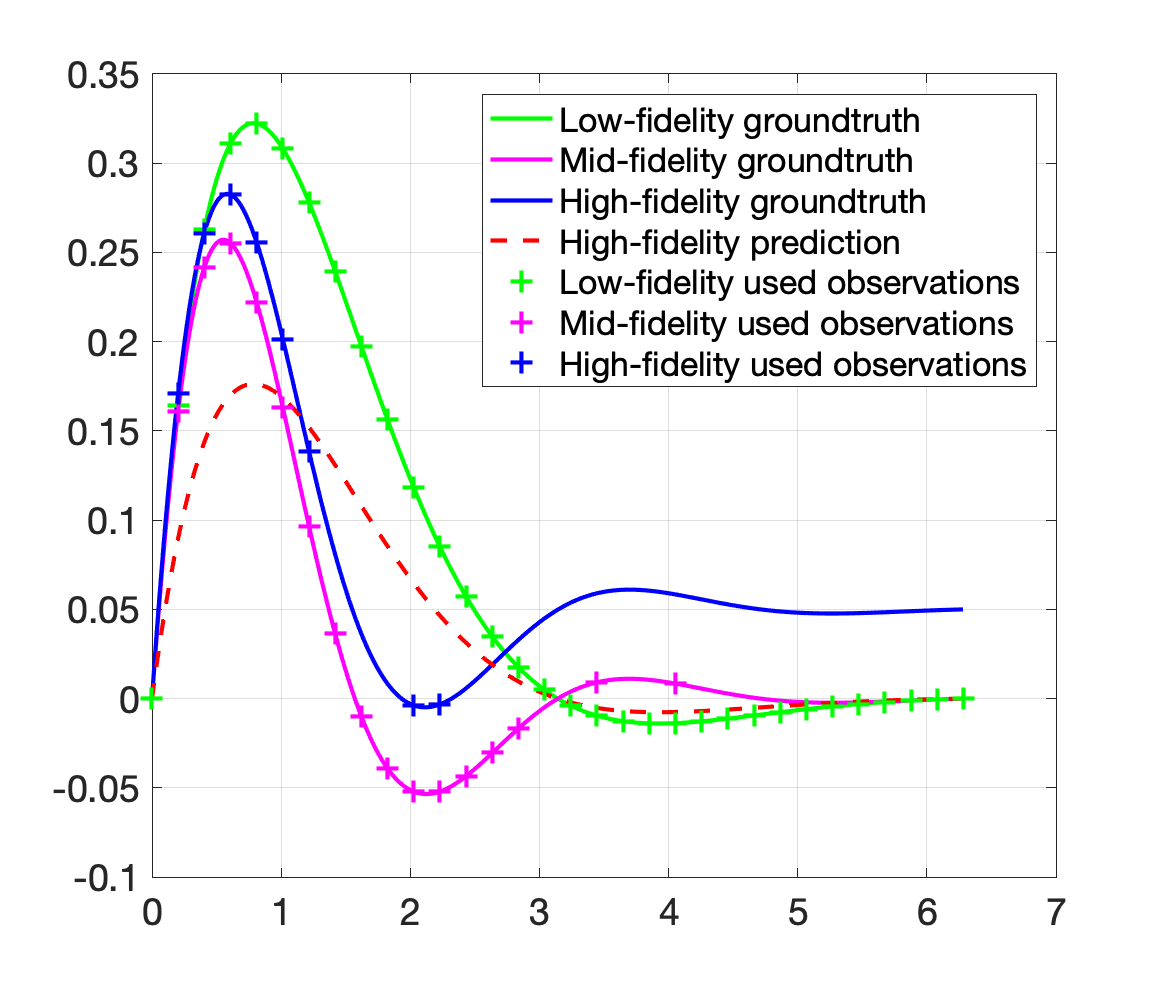 0.35
0.3
0.25
0.2
0.15
0.1
0.05
0
-0.05
-0.1
0 1 2 3 4 5 6 7
Low-fidelity groundtruth
Mid-fidelity groundtruth
High-fidelity groundtruth
High-fidelity prediction
Low-fidelity used observations
Mid-fidelity used observations
High-fidelity used observations